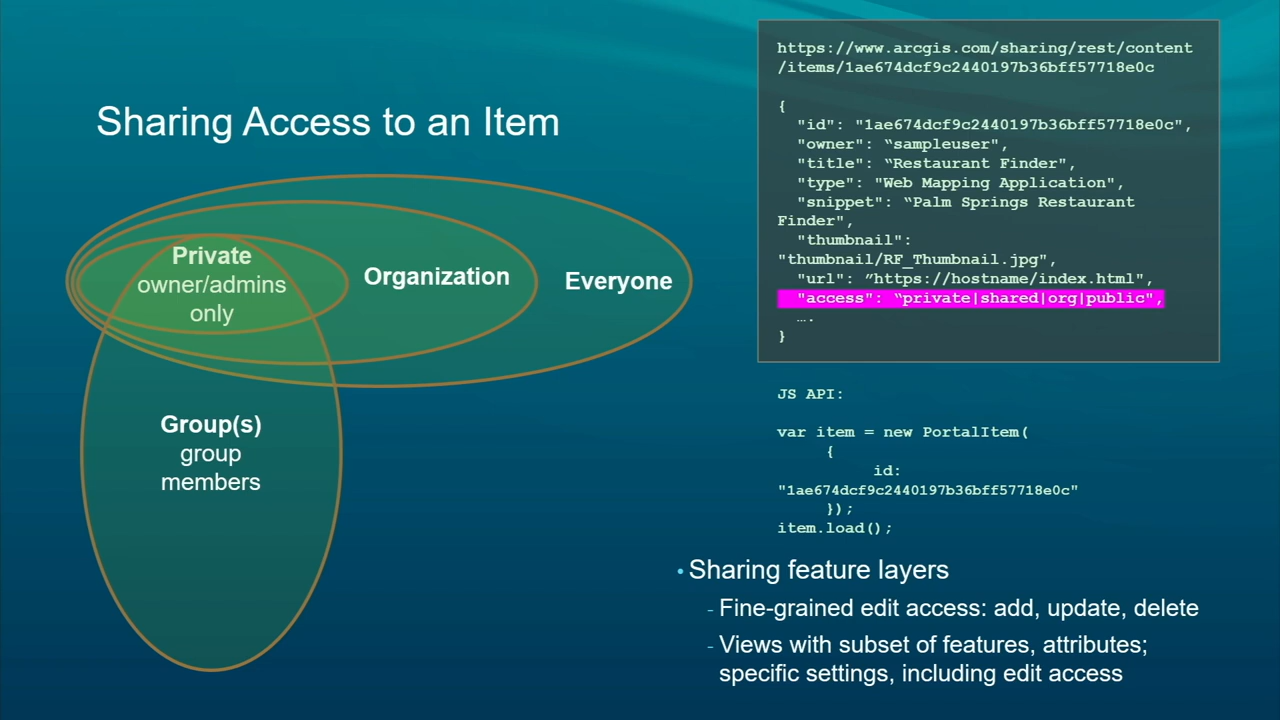 Sharing Access to an Item
Private
owner/admins
only
Organization
Everyone
Group(s)
group
members
https://www.arcgis.com/sharing/rest/content
/items/1ae674dcf9c2440197b36bff57718e0c
{
"id": "1ae674dcf9c2440197b36bff57718e0c",
"owner": “sampleuser",
"title": “Restaurant Finder",
"type": "Web Mapping Application",
"snippet": “Palm Springs Restaurant
Finder",
"thumbnail":
"thumbnail/RF_Thumbnail.jpg",
"url": ”https://hostname/index.html",
"access": “private|shared|org|public",
….
}
JS API:
var item = new PortalItem(
{
id:
"1ae674dcf9c2440197b36bff57718e0c"
});
item.load();
• Sharing feature layers
- Fine-grained edit access: add, update, delete
- Views with subset of features, attributes;
specific settings, including edit access